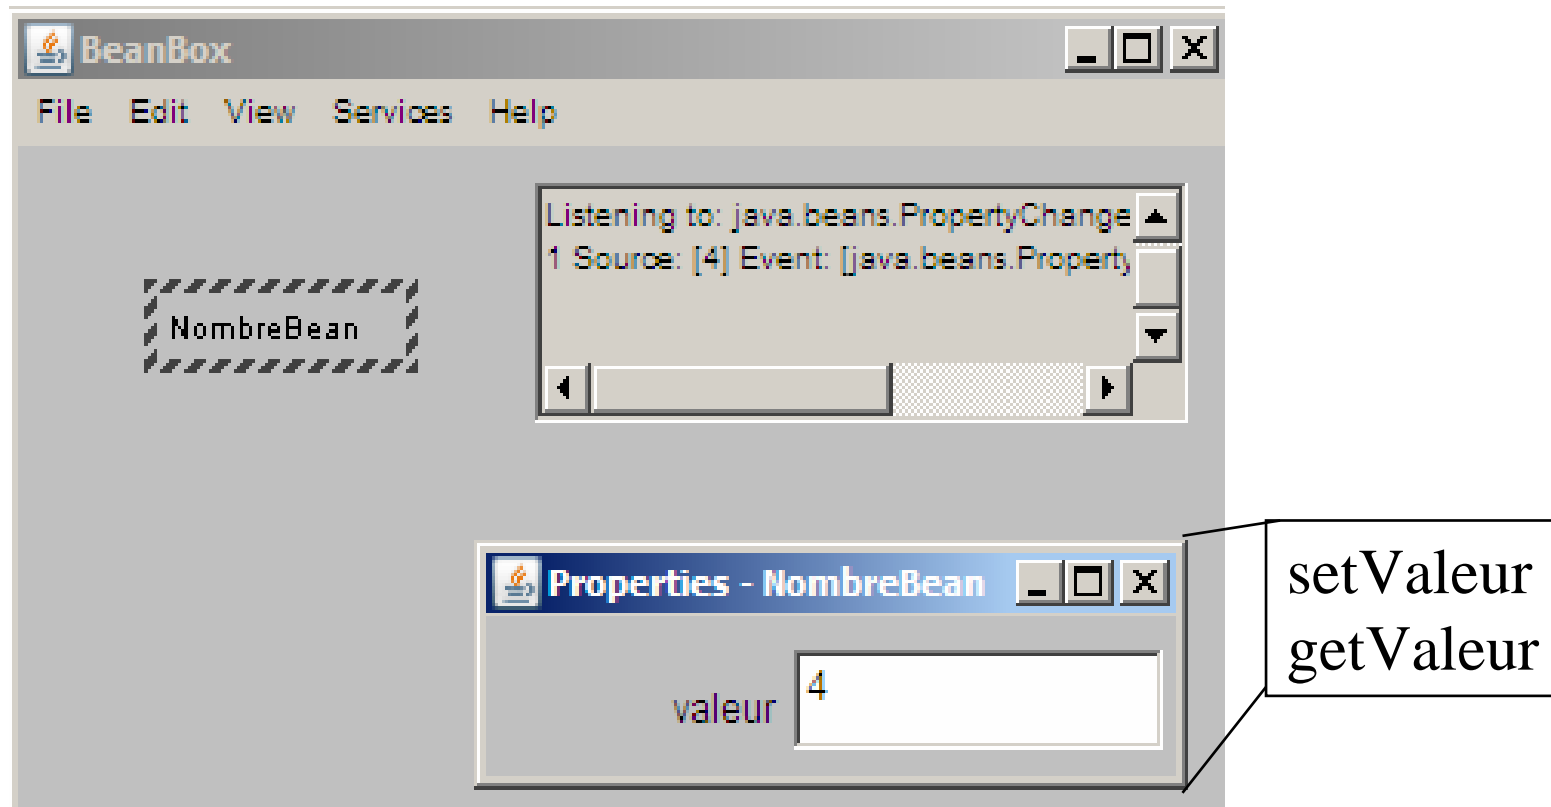 BeanBox
File Edit View Services Help
Listening to: java.beans.PropertyChange
1 Source: [4] Event: [java.beans.Property
NombreBean
Properties - NombreBean
valeur 4
setValeur
getValeur